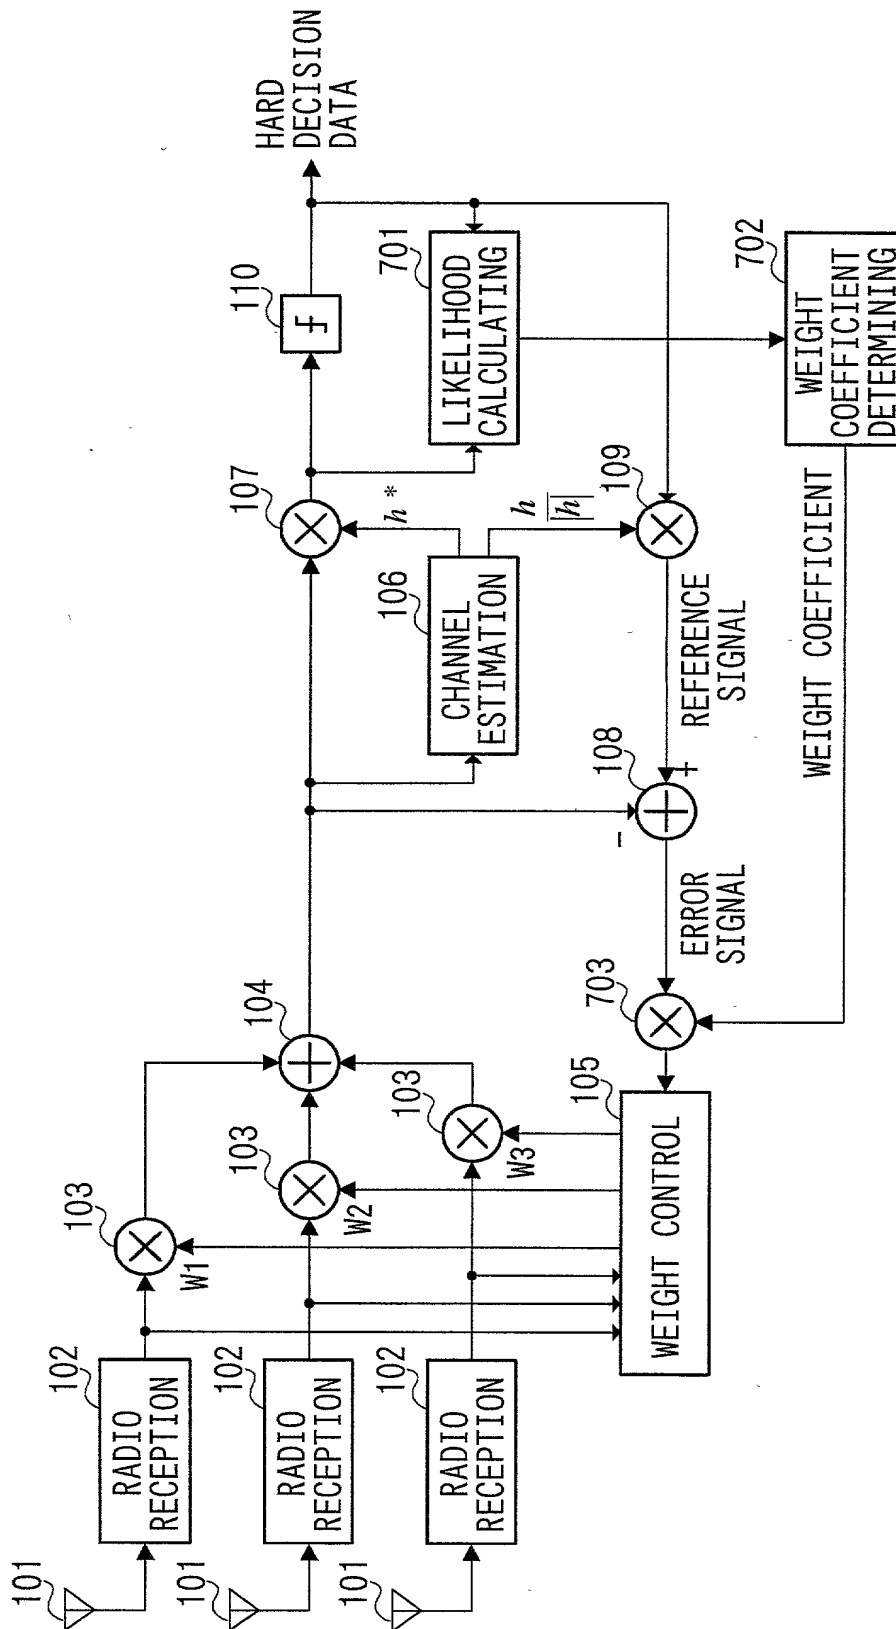 101
102
RADIO
RECEPTION
103
W1
101
102
RADIO
RECEPTION
103
W2
101
102
RADIO
RECEPTION
103
W3
104
105
WEIGHT CONTROL
703
ERROR
SIGNAL
108
-
+
REFERENCE
SIGNAL
106
CHANNEL
ESTIMATION
107
h*
h
|h|
109
110
HARD
DECISION
DATA
701
LIKELIHOOD
CALCULATING
702
WEIGHT
COEFFICIENT
DETERMINING
WEIGHT COEFFICIENT